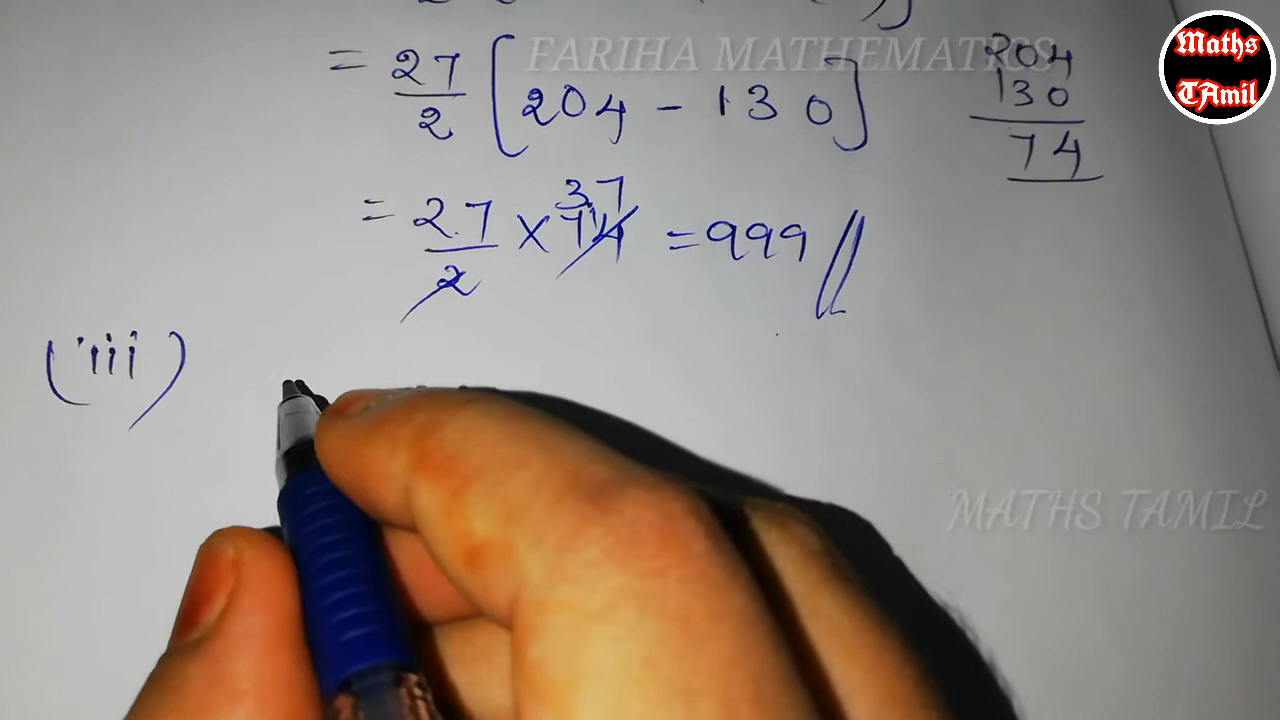 FARIHA MATHEMATICS
= 27/2 [204 - 130]
204
130
74
= 27/2 × 74 37 = 999 //
(iii)
MATHS TAMIL
Maths
TAmil